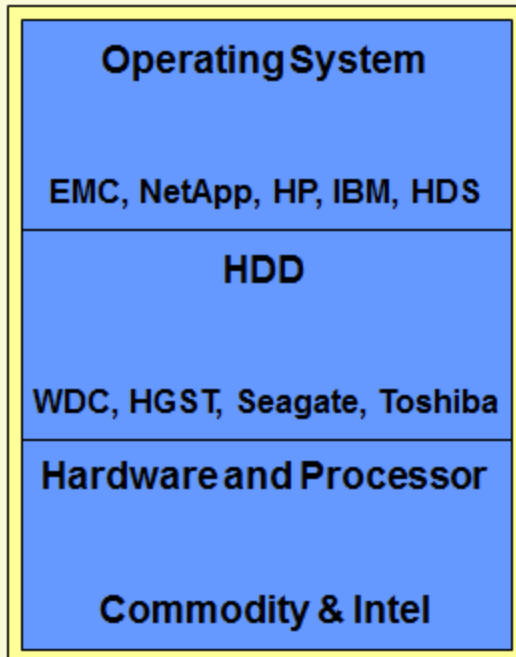 Operating System
EMC, NetApp, HP, IBM, HDS
HDD
WDC, HGST, Seagate, Toshiba
Hardware and Processor
Commodity & Intel